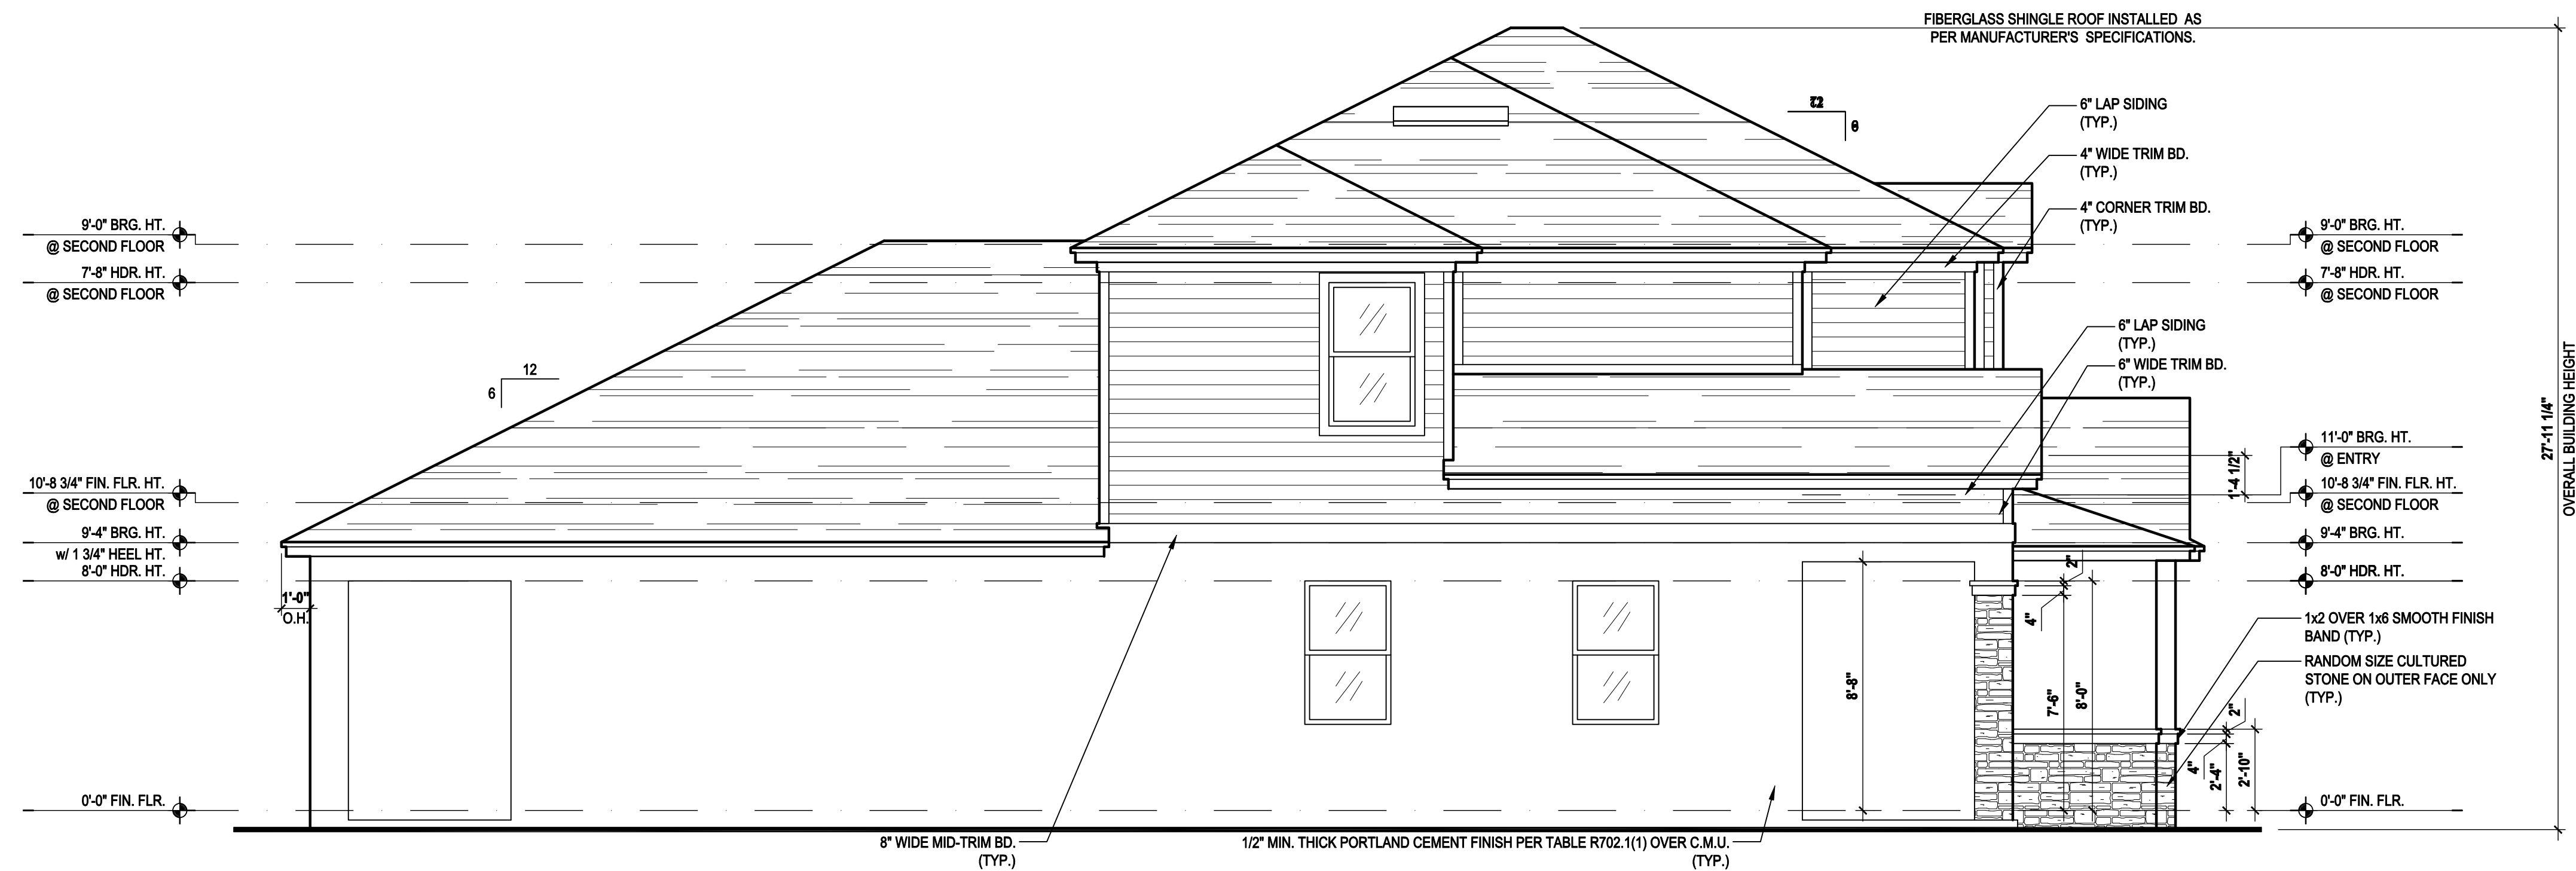 FIBERGLASS SHINGLE ROOF INSTALLED AS
PER MANUFACTURER'S SPECIFICATIONS.
6" LAP SIDING
(TYP.)
4" WIDE TRIM BD.
(TYP.)
4" CORNER TRIM BD.
(TYP.)
12
6
9'-0" BRG. HT.
@ SECOND FLOOR
7'-8" HDR. HT.
@ SECOND FLOOR
9'-0" BRG. HT.
@ SECOND FLOOR
7'-8" HDR. HT.
@ SECOND FLOOR
6" LAP SIDING
(TYP.)
6" WIDE TRIM BD.
(TYP.)
27'-11 1/4"
OVERALL BUILDING HEIGHT
10'-8 3/4" FIN. FLR. HT.
@ SECOND FLOOR
9'-4" BRG. HT.
w/ 1 3/4" HEEL HT.
8'-0" HDR. HT.
1'-0"
O.H.
11'-0" BRG. HT.
@ ENTRY
1'-4 1/2"
10'-8 3/4" FIN. FLR. HT.
@ SECOND FLOOR
9'-4" BRG. HT.
8'-0" HDR. HT.
2"
4"
8'-8"
7'-6"
8'-0"
1x2 OVER 1x6 SMOOTH FINISH
BAND (TYP.)
RANDOM SIZE CULTURED
STONE ON OUTER FACE ONLY
(TYP.)
2"
4"
2'-4"
2'-10"
0'-0" FIN. FLR.
0'-0" FIN. FLR.
8" WIDE MID-TRIM BD.
(TYP.)
1/2" MIN. THICK PORTLAND CEMENT FINISH PER TABLE R702.1(1) OVER C.M.U.
(TYP.)